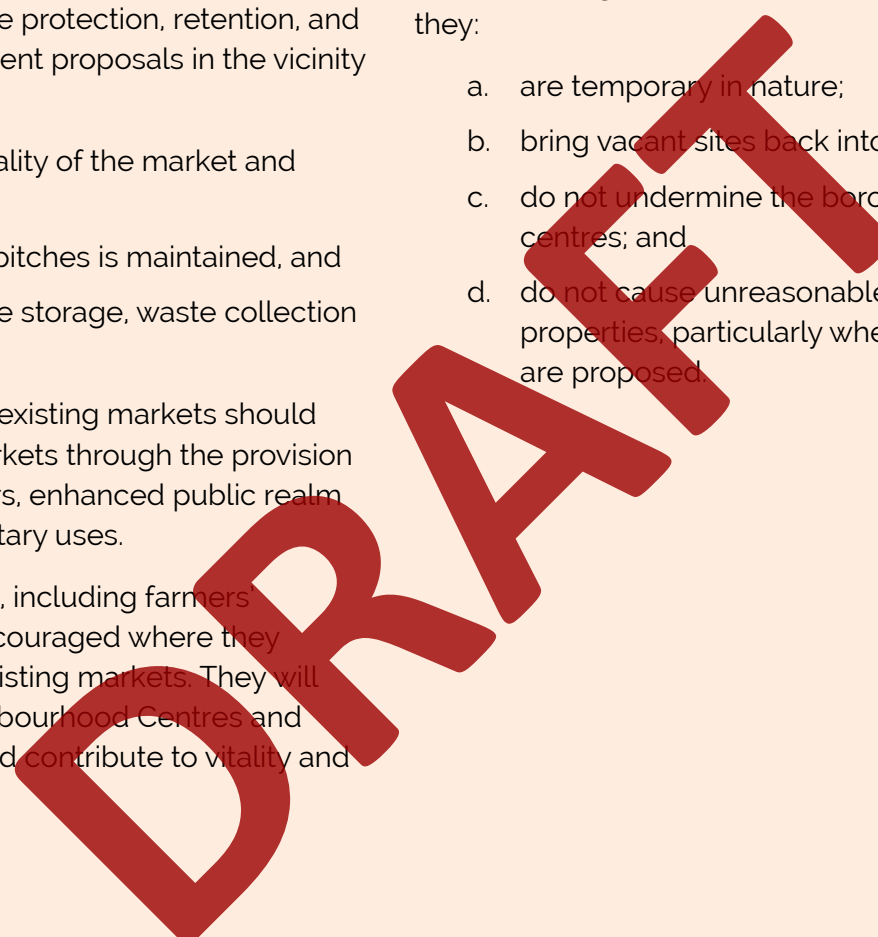 e protection, retention, and
ent proposals in the vicinity
ality of the market and
pitches is maintained, and
e storage, waste collection
existing markets should
rkets through the provision
rs, enhanced public realm
tary uses.
, including farmers'
couraged where they
isting markets. They will
bourhood Centres and
d contribute to vitality and
they:
a. are temporary in nature;
b. bring vacant sites back into
c. do not undermine the boro
centres; and
d. do not cause unreasonable
properties, particularly whe
are proposed.
DRAFT